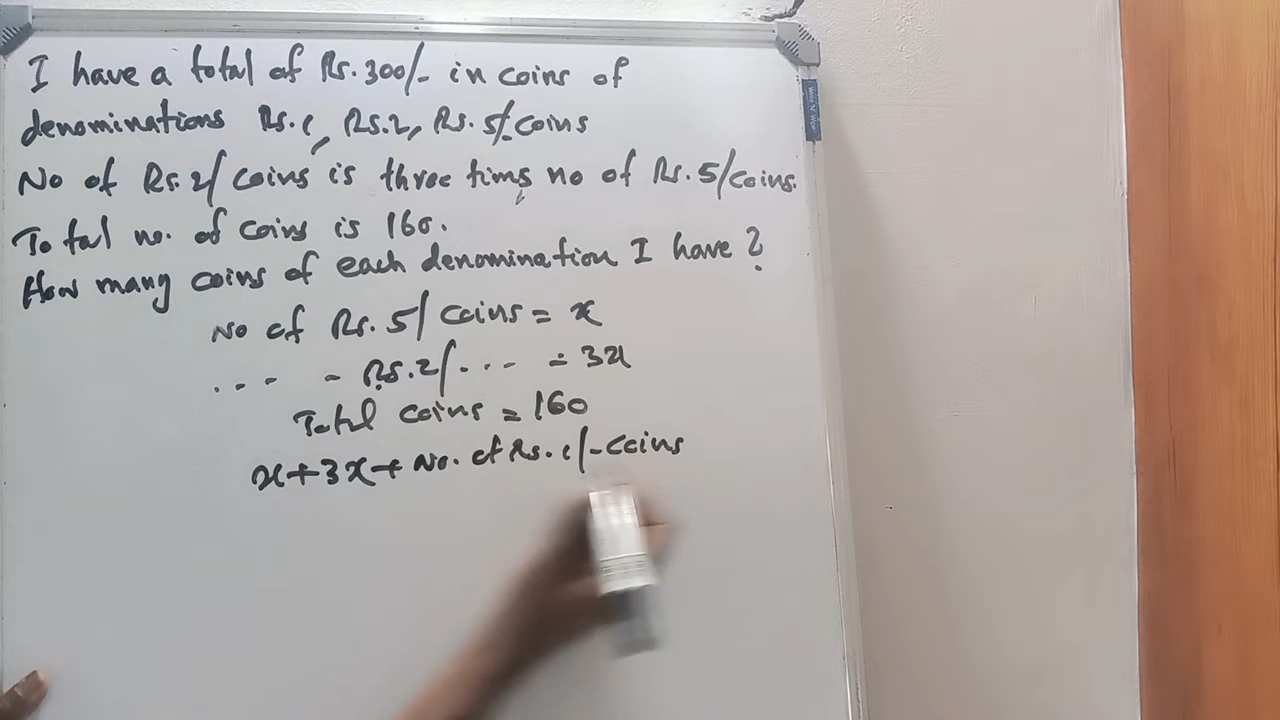 I have a total of Rs.300/- in coins of
denominations Rs.1, Rs.2, Rs.5/- coins
No of Rs.2/ coins is three times no of Rs.5/coins.
Total no. of coins is 160.
How many coins of each denomination I have?
No of Rs.5/ coins = x
... - Rs.2/... = 3x
Total coins = 160
x+3x+ No. of Rs.1/- coins